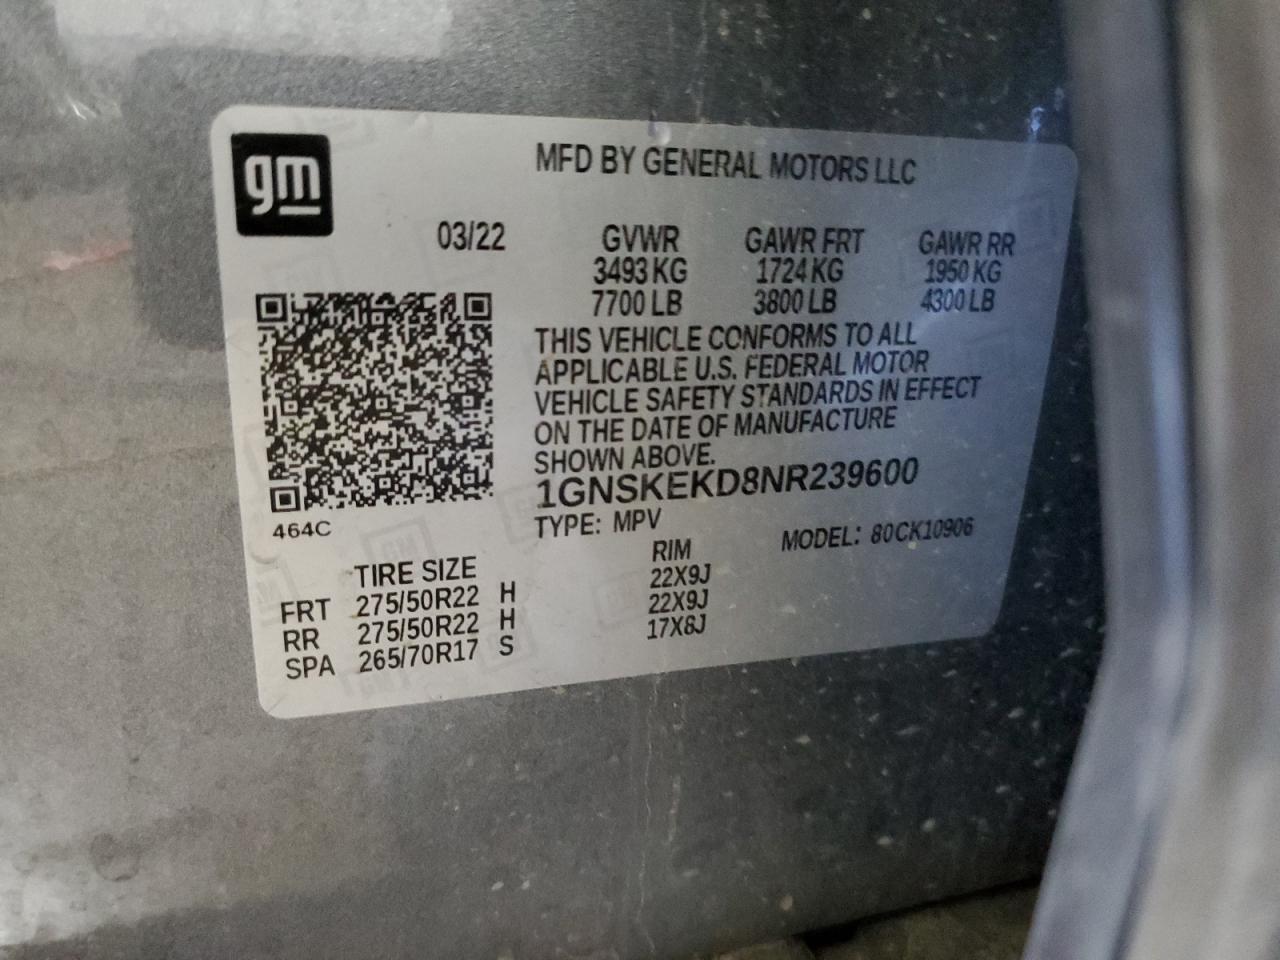 gm
MFD BY GENERAL MOTORS LLC
03/22 GVWR GAWR FRT GAWR RR
3493 KG 1724 KG 1950 KG
7700 LB 3800 LB 4300 LB
THIS VEHICLE CONFORMS TO ALL
APPLICABLE U.S. FEDERAL MOTOR
VEHICLE SAFETY STANDARDS IN EFFECT
ON THE DATE OF MANUFACTURE
SHOWN ABOVE.
1GNSKEKD8NR239600
464C
TYPE: MPV MODEL: 80CK10906
TIRE SIZE RIM
FRT 275/50R22 H 22X9J
RR 275/50R22 H 22X9J
SPA 265/70R17 S 17X8J